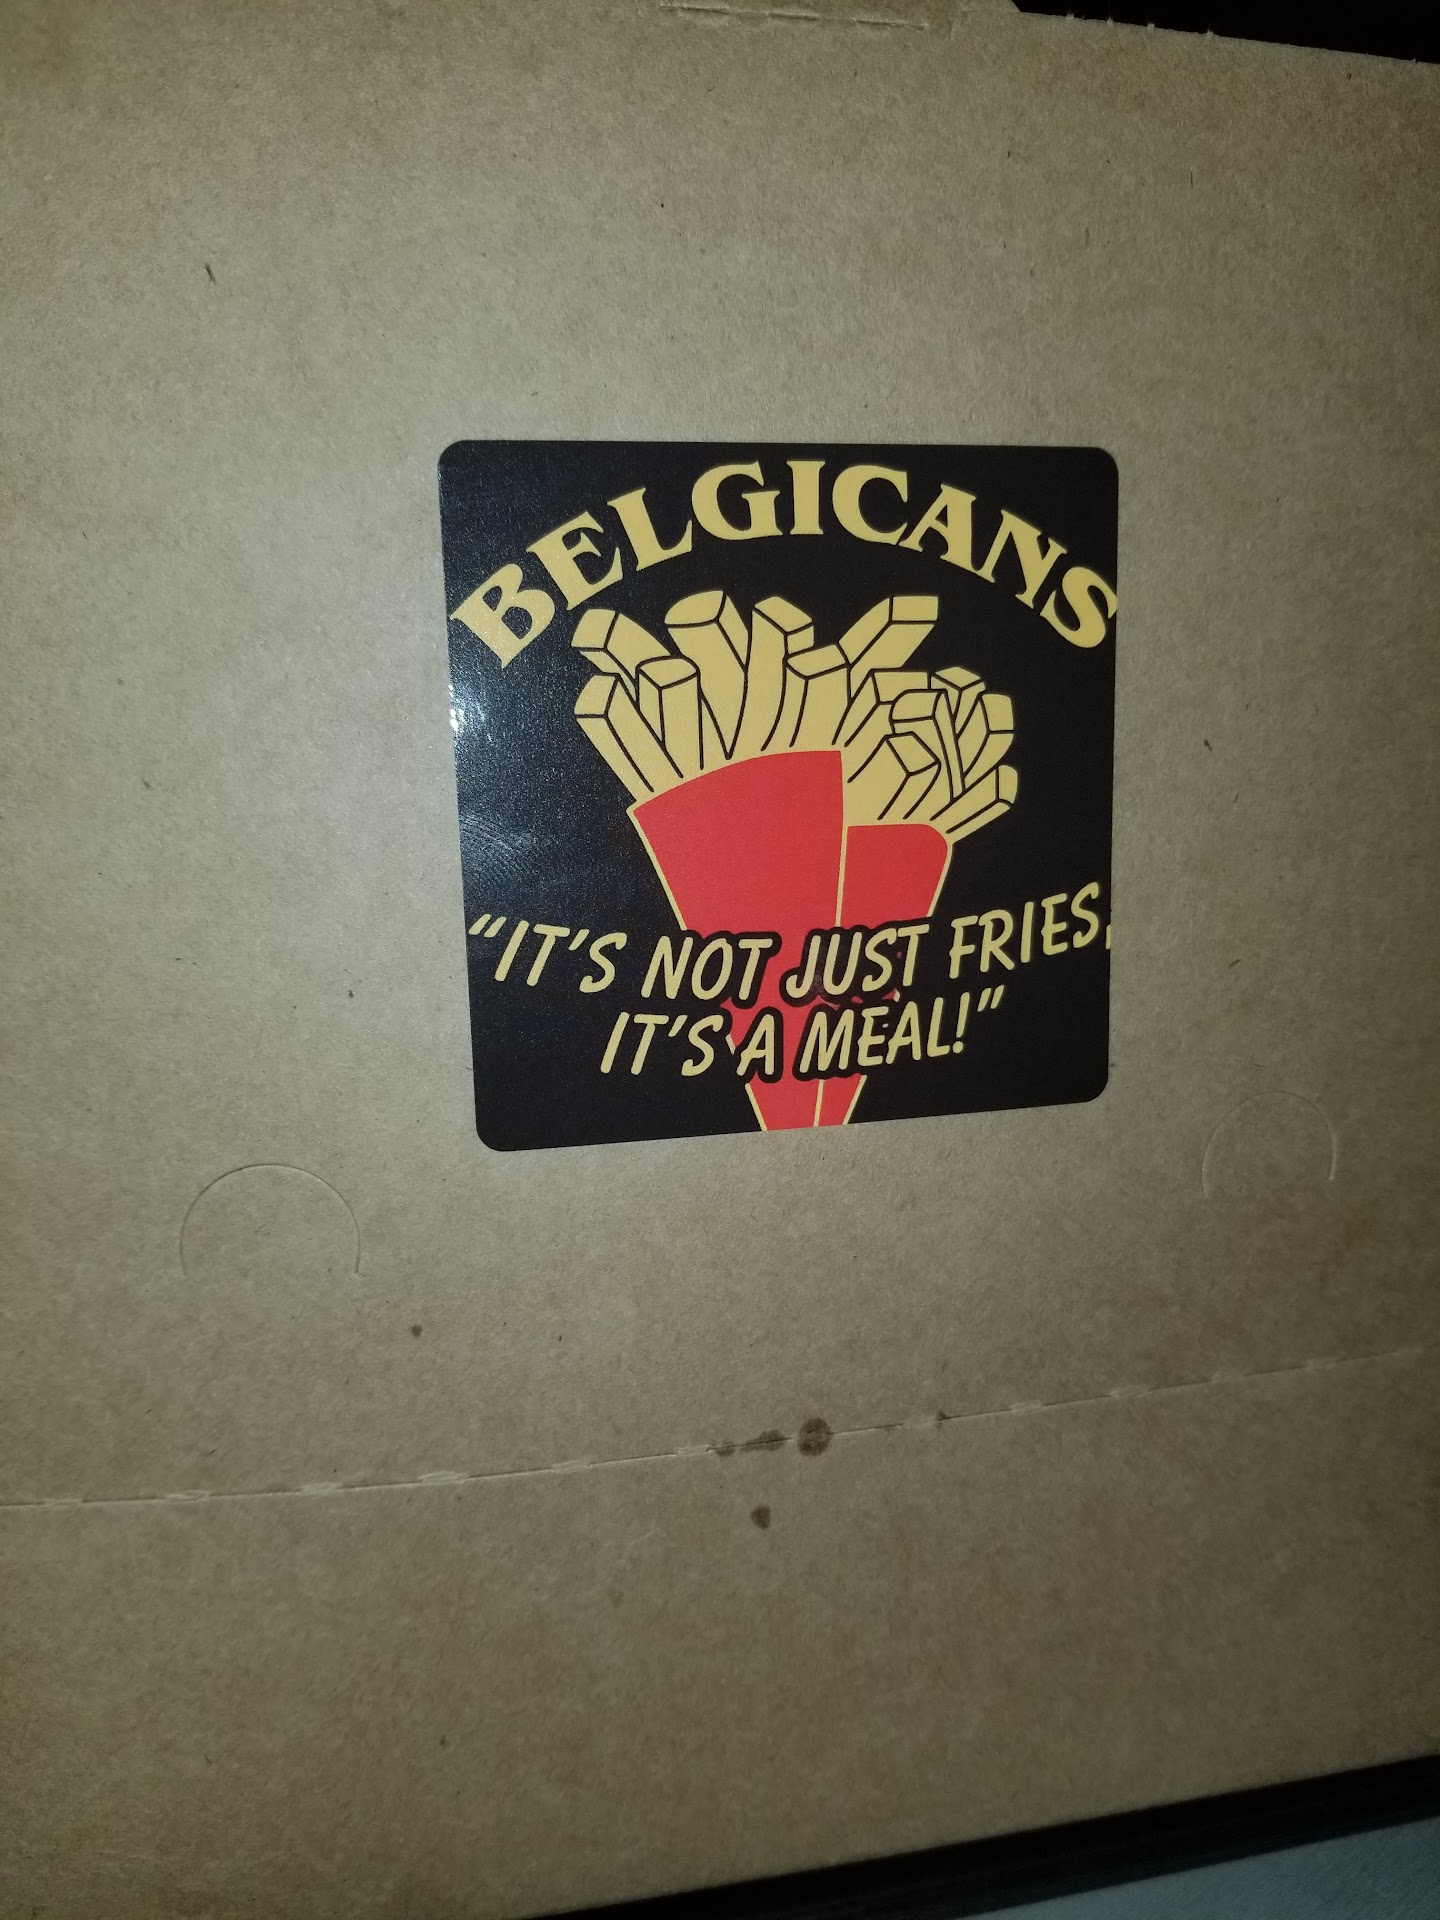 BELGICANS
"IT'S NOT JUST FRIES,
IT'S A MEAL!"